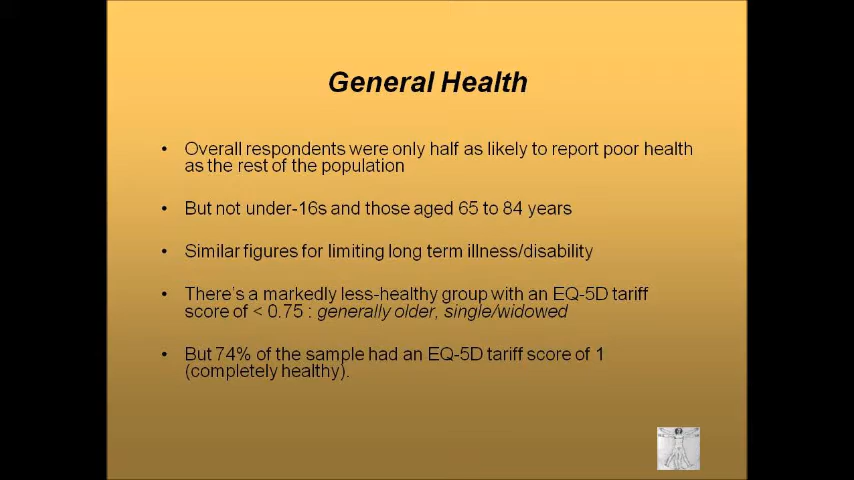 General Health
• Overall respondents were only half as likely to report poor health
as the rest of the population
• But not under-16s and those aged 65 to 84 years
• Similar figures for limiting long term illness/disability
• There's a markedly less-healthy group with an EQ-5D tariff
score of < 0.75 : generally older, single/widowed
• But 74% of the sample had an EQ-5D tariff score of 1
(completely healthy).